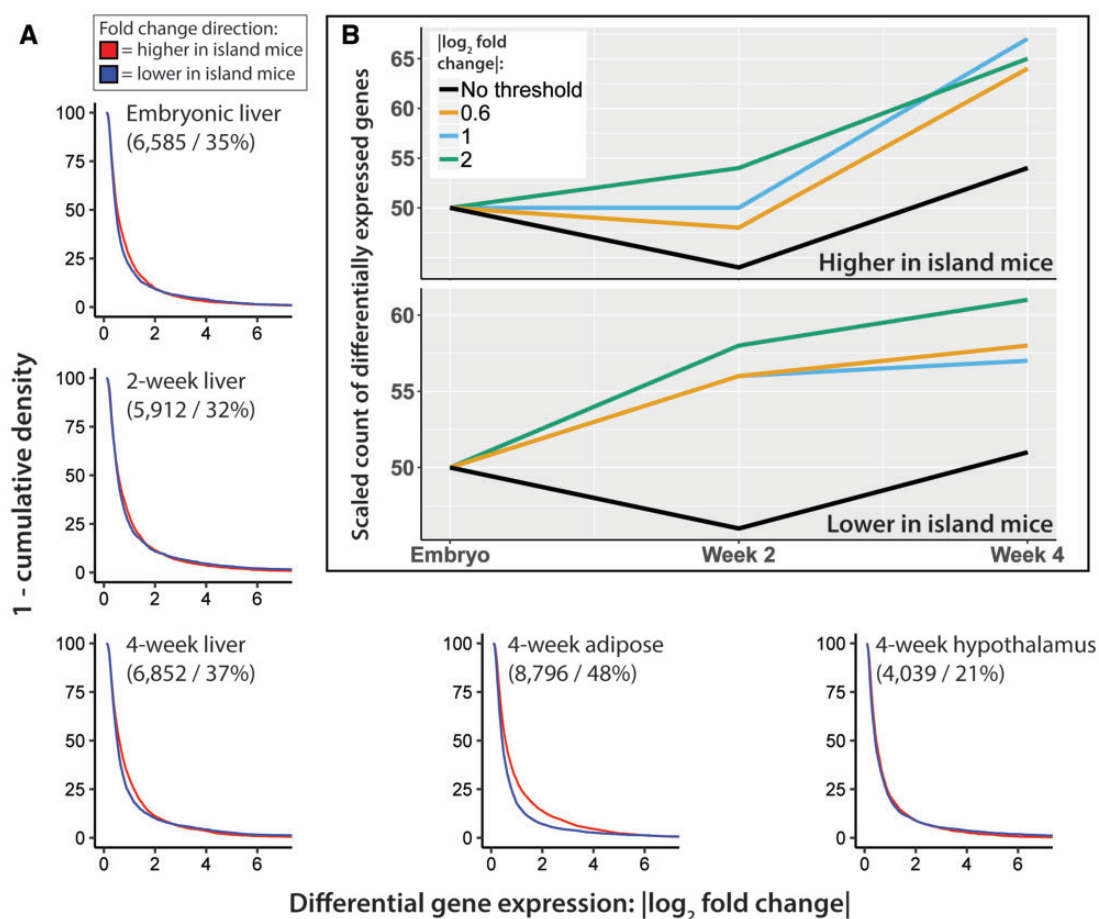 A
Fold change direction:
= higher in island mice
= lower in island mice
1 - cumulative density
100
75
50
25
0
0 2 4 6
Embryonic liver
(6,585 / 35%)
100
75
50
25
0
0 2 4 6
2-week liver
(5,912 / 32%)
100
75
50
25
0
0 2 4 6
4-week liver
(6,852 / 37%)
100
75
50
25
0
0 2 4 6
4-week adipose
(8,796 / 48%)
100
75
50
25
0
0 2 4 6
4-week hypothalamus
(4,039 / 21%)
Differential gene expression: |log₂ fold change|
B
Scaled count of differentially expressed genes
|log₂ fold
change|:
No threshold
0.6
1
2
65
60
55
50
Higher in island mice
60
55
50
Lower in island mice
Embryo Week 2 Week 4